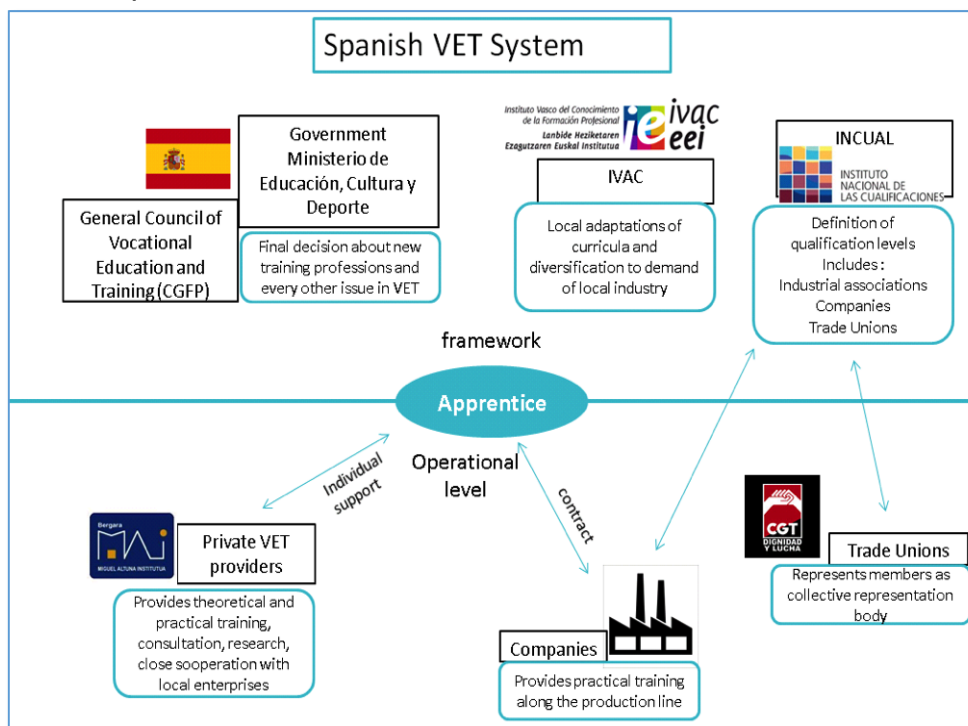 Spanish VET System
Government
Ministerio de
Educación, Cultura y
Deporte
General Council of
Vocational
Education and
Training (CGFP)
Final decision about new
training professions and
every other issue in VET
Instituto Vasco del Conocimiento
de la Formación Profesional
Lanbide Heziketaren
Ezagutzaren Euskal Institutua
ie
ivac
eei
IVAC
Local adaptations of
curricula and
diversification to demand
of local industry
INCUAL
INSTITUTO
NACIONAL DE
LAS CUALIFICACIONES
Definition of
qualification levels
Includes :
Industrial associations
Companies
Trade Unions
framework
Apprentice
Operational
level
Individual
support
contract
Bergara
MAi
MIGUEL ALTUNA INSTITUTUA
Private VET
providers
Provides theoretical and
practical training,
consultation, research,
close sooperation with
local enterprises
Companies
Provides practical training
along the production line
CGT
DIGNIDAD
Y LUCHA
Trade Unions
Represents members as
collective representation
body